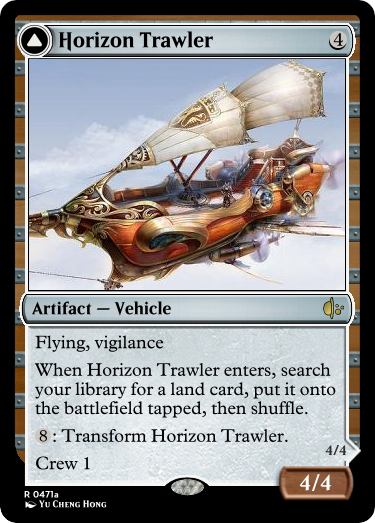 Horizon Trawler 4
Artifact — Vehicle
Flying, vigilance
When Horizon Trawler enters, search
your library for a land card, put it onto
the battlefield tapped, then shuffle.
8 : Transform Horizon Trawler.
Crew 1
4/4
4/4
R 0471a
Yu Cheng Hong